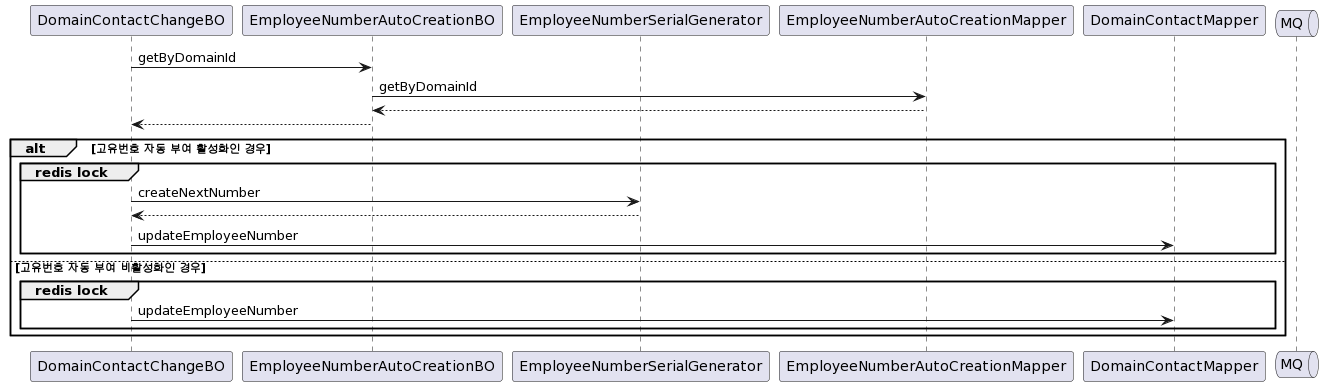 DomainContactChangeBO EmployeeNumberAutoCreationBO EmployeeNumberSerialGenerator EmployeeNumberAutoCreationMapper DomainContactMapper MQ
getByDomainId
getByDomainId
alt [고유번호 자동 부여 활성화인 경우]
redis lock
createNextNumber
updateEmployeeNumber
[고유번호 자동 부여 비활성화인 경우]
redis lock
updateEmployeeNumber
DomainContactChangeBO EmployeeNumberAutoCreationBO EmployeeNumberSerialGenerator EmployeeNumberAutoCreationMapper DomainContactMapper MQ